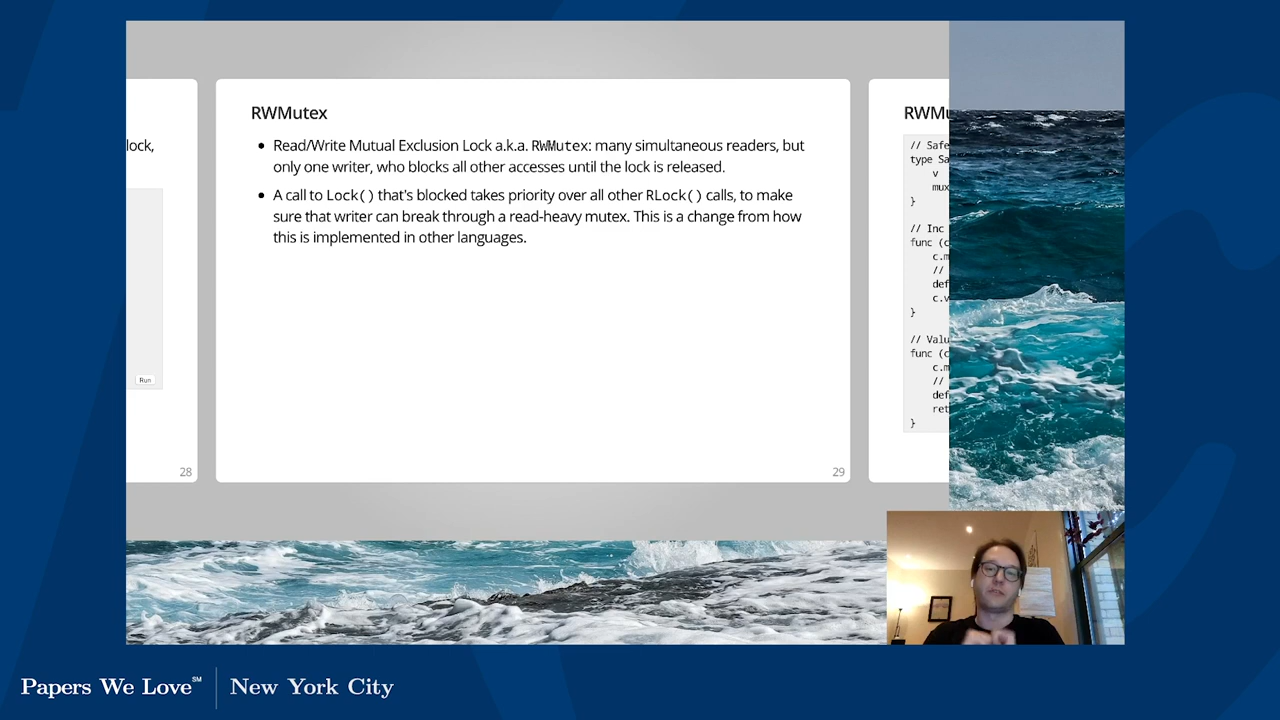 lock,
Run
28
RWMutex
• Read/Write Mutual Exclusion Lock a.k.a. RWMutex: many simultaneous readers, but
only one writer, who blocks all other accesses until the lock is released.
• A call to Lock() that's blocked takes priority over all other RLock() calls, to make
sure that writer can break through a read-heavy mutex. This is a change from how
this is implemented in other languages.
29
RWMu
// Safe
type Sa
v
mux
}
// Inc
func (c
c.m
//
def
c.v
}
// Valu
func (c
c.m
//
def
ret
}
Papers We Love℠ | New York City